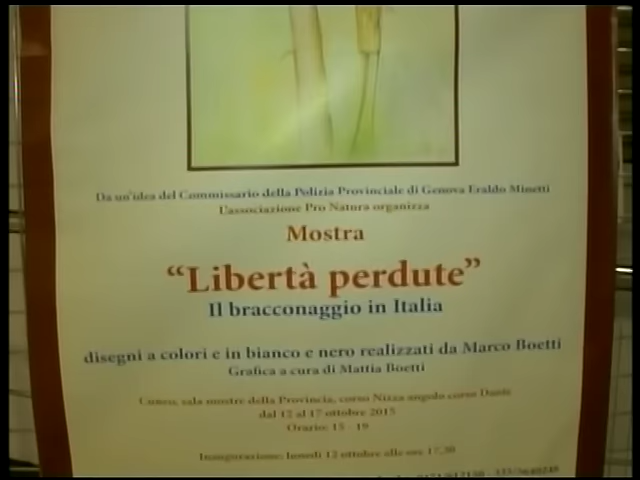 Da un'idea del Commissario della Polizia Provinciale di Genova Eraldo Minetti
L'associazione Pro Natura organizza
Mostra
“Libertà perdute”
Il bracconaggio in Italia
disegni a colori e in bianco e nero realizzati da Marco Boetti
Grafica a cura di Mattia Boetti
Cuneo, sala mostre della Provincia, corso Nizza angolo corso Dante
dal 12 al 17 ottobre 2015
Orario: 15 - 19
Inaugurazione: lunedì 12 ottobre alle ore 17,30